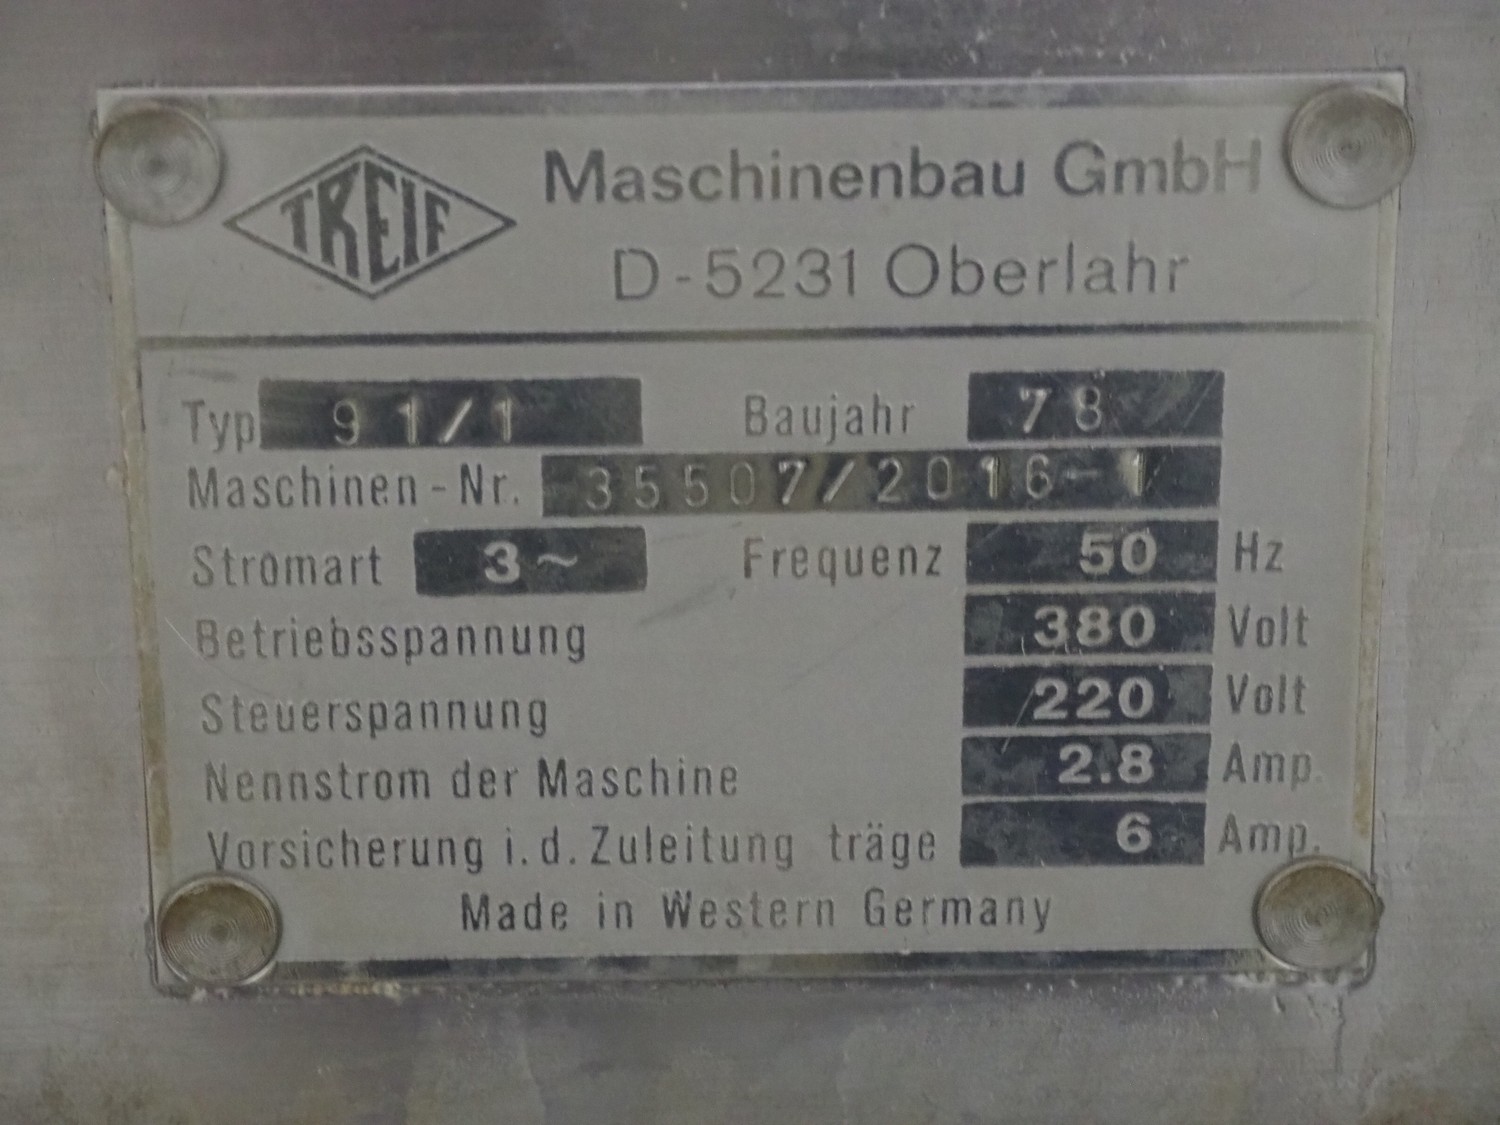 TREIF Maschinenbau GmbH
D-5231 Oberlahr
Typ 91/1 Baujahr 78
Maschinen-Nr. 35507/2016-1
Stromart 3~ Frequenz 50 Hz
Betriebsspannung 380 Volt
Steuerspannung 220 Volt
Nennstrom der Maschine 2.8 Amp.
Vorsicherung i.d. Zuleitung träge 6 Amp.
Made in Western Germany